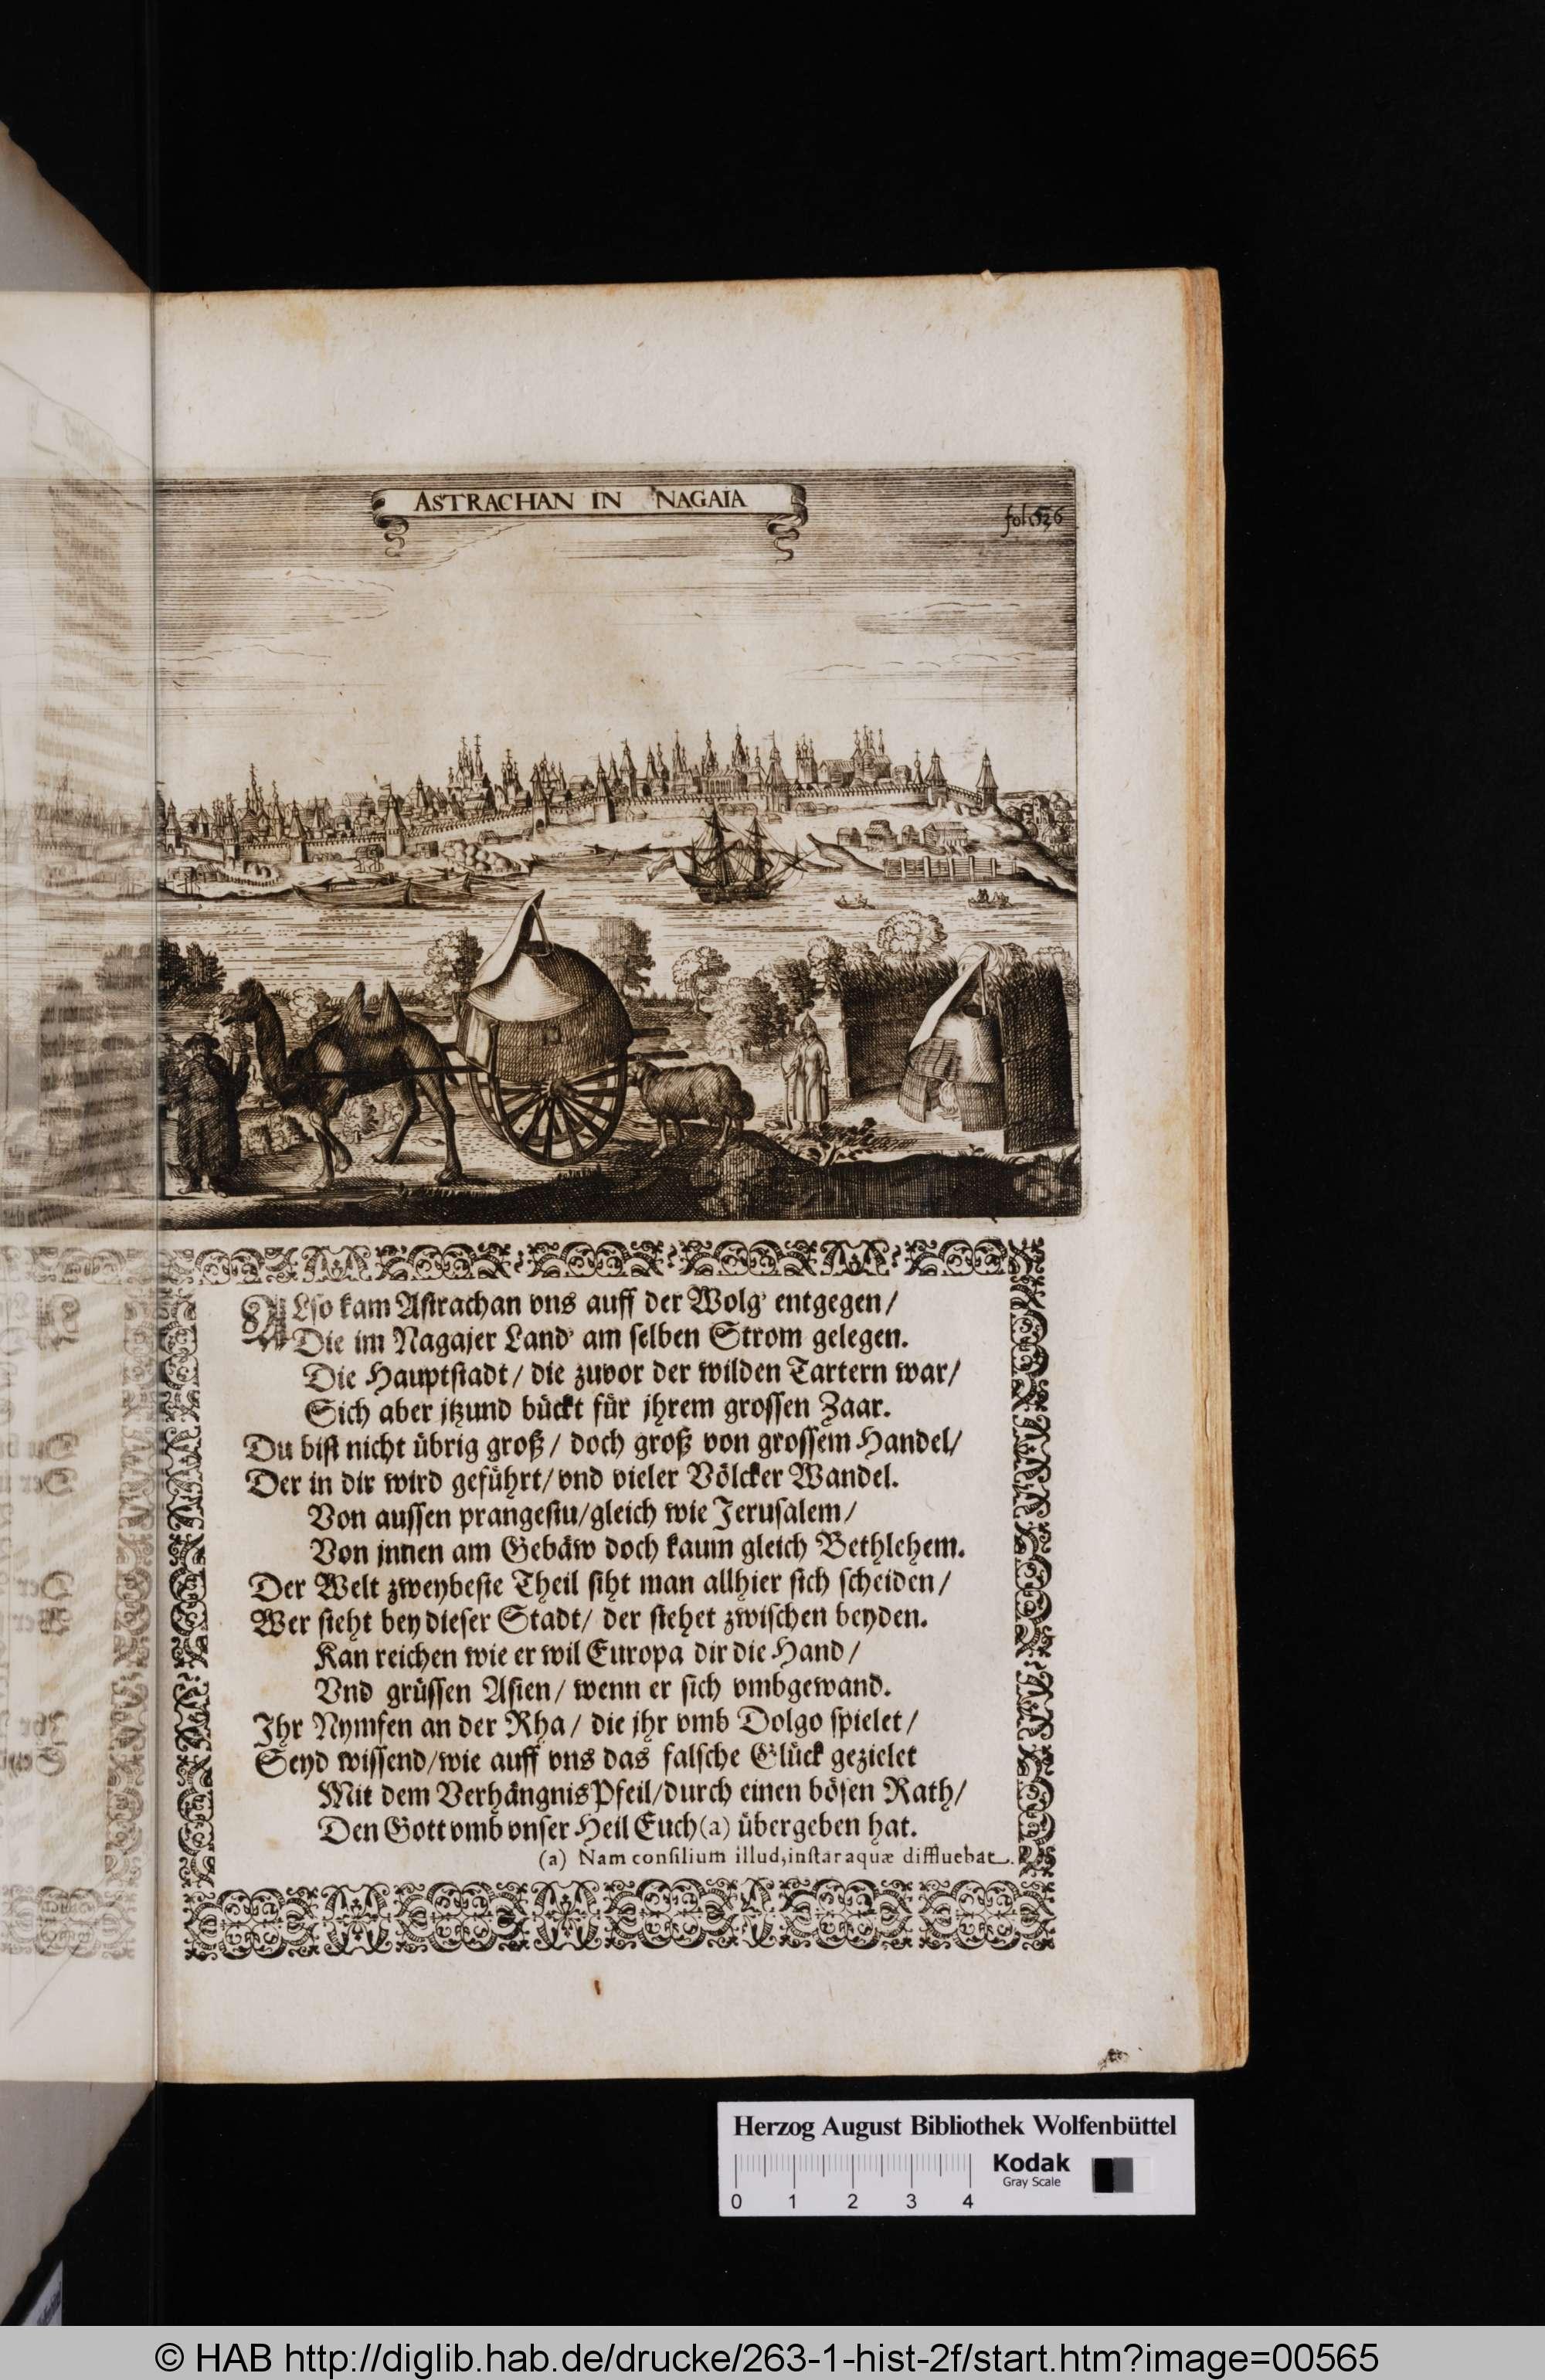 ASTRACHAN IN NAGAIA
fol. 536
ALso kam Astrachan vns auff der Wolg' entgegen/
Die im Nagajer Land' am selben Strom gelegen.
Die Hauptstadt/ die zuvor der wilden Tartern war/
Sich aber jtzund bückt für jhrem grossen Zaar.
Du bist nicht übrig groß/ doch groß von grossem Handel/
Der in dir wird geführt/ vnd vieler Völcker Wandel.
Von aussen prangestu/gleich wie Jerusalem/
Von jnnen am Gebäw doch kaum gleich Bethlehem.
Der Welt zweybeste Theil siht man allhier sich scheiden/
Wer steht bey dieser Stadt/ der stehet zwischen beyden.
Kan reichen wie er wil Europa dir die Hand/
Vnd grüssen Asien/ wenn er sich vmbgewand.
Ihr Nymfen an der Rha/ die jhr vmb Dolgo spielet/
Seyd wissend/wie auff vns das falsche Glück gezielet
Mit dem VerhängnisPfeil/durch einen bösen Rath/
Den Gott vmb vnser Heil Euch(a) übergeben hat.
(a) Nam consilium illud, instar aquæ diffluebat.
Herzog August Bibliothek Wolfenbüttel
Kodak
Gray Scale
0 1 2 3 4
© HAB http://diglib.hab.de/drucke/263-1-hist-2f/start.htm?image=00565